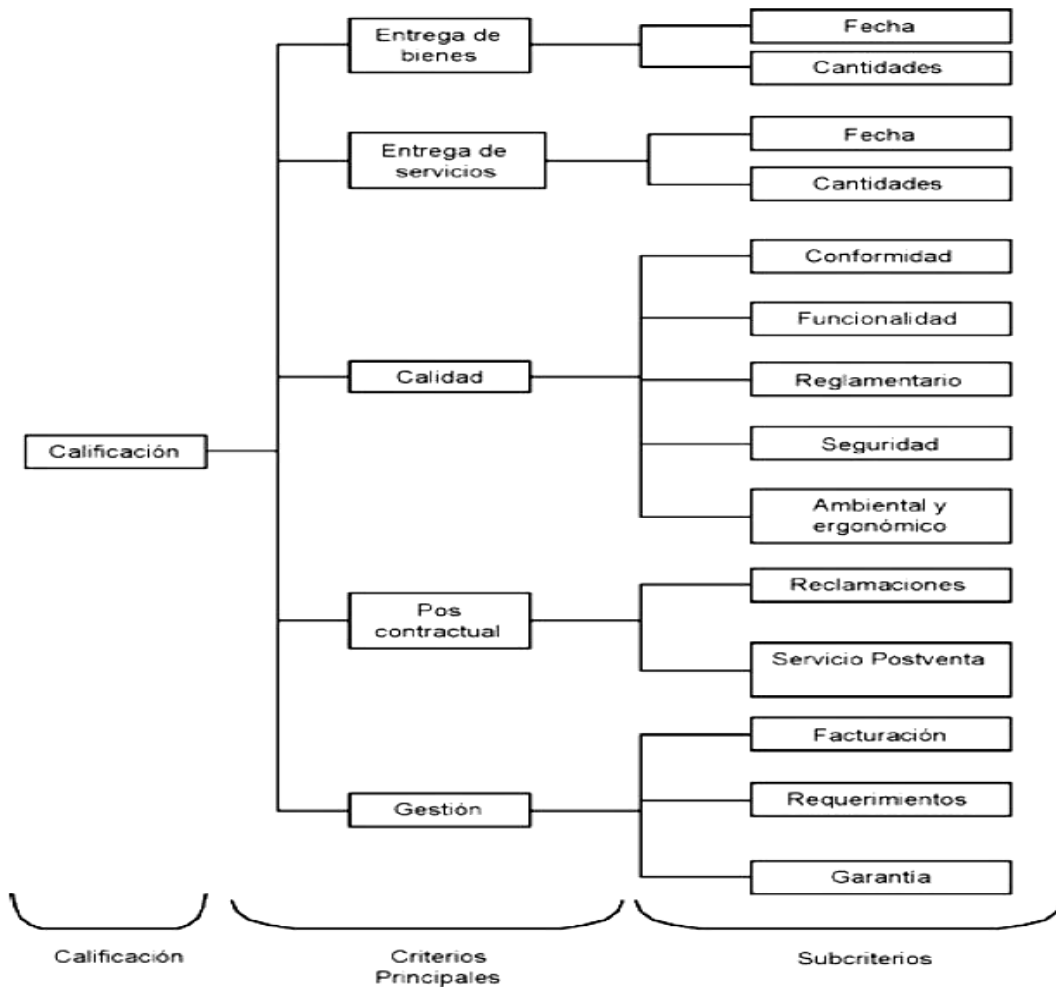 Entrega de
bienes
Fecha
Cantidades
Entrega de
servicios
Fecha
Cantidades
Calidad
Conformidad
Funcionalidad
Reglamentario
Seguridad
Ambiental y
ergonómico
Calificación
Pos
contractual
Reclamaciones
Servicio Postventa
Gestión
Facturación
Requerimientos
Garantía
Calificación
Criterios
Principales
Subcriterios